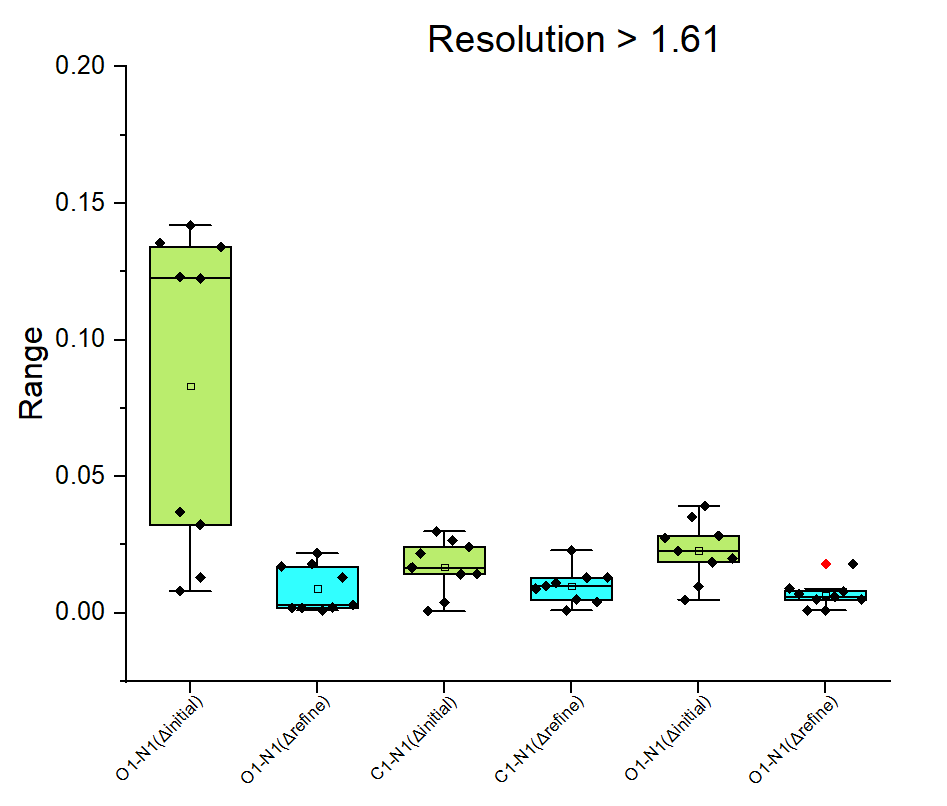 Resolution > 1.61
0.20
0.15
0.10
0.05
0.00
Range
O1-N1(Δinitial)
O1-N1(Δrefine)
C1-N1(Δinitial)
C1-N1(Δrefine)
O1-N1(Δinitial)
O1-N1(Δrefine)